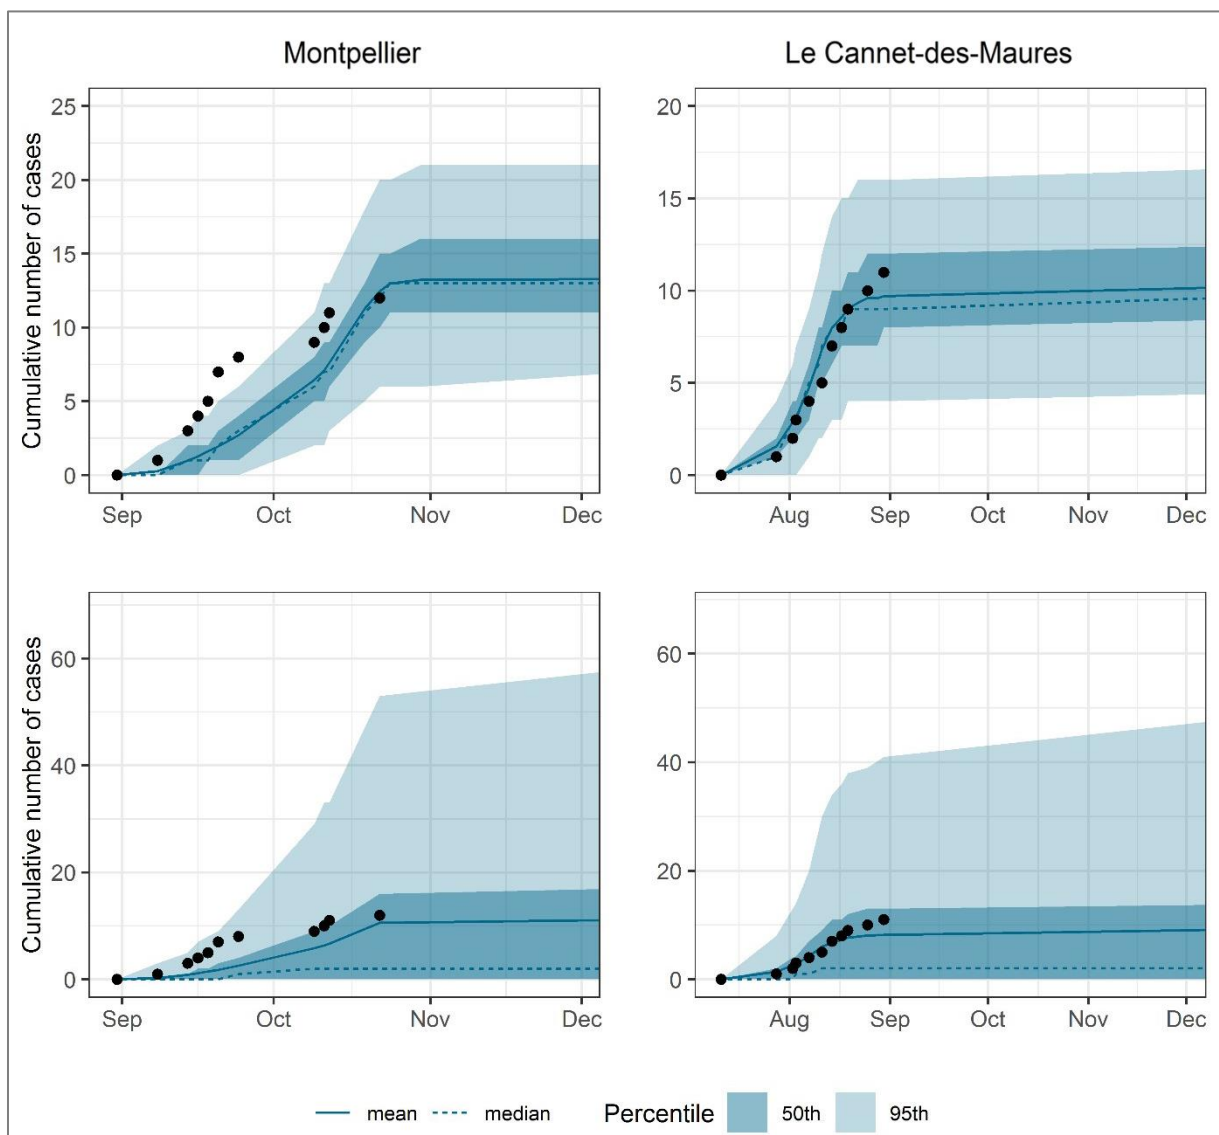 Montpellier
Le Cannet-des-Maures
Cumulative number of cases
25
20
15
10
5
0
Sep Oct Nov Dec
20
15
10
5
0
Aug Sep Oct Nov Dec
Cumulative number of cases
60
40
20
0
Sep Oct Nov Dec
60
40
20
0
Aug Sep Oct Nov Dec
mean median Percentile 50th 95th